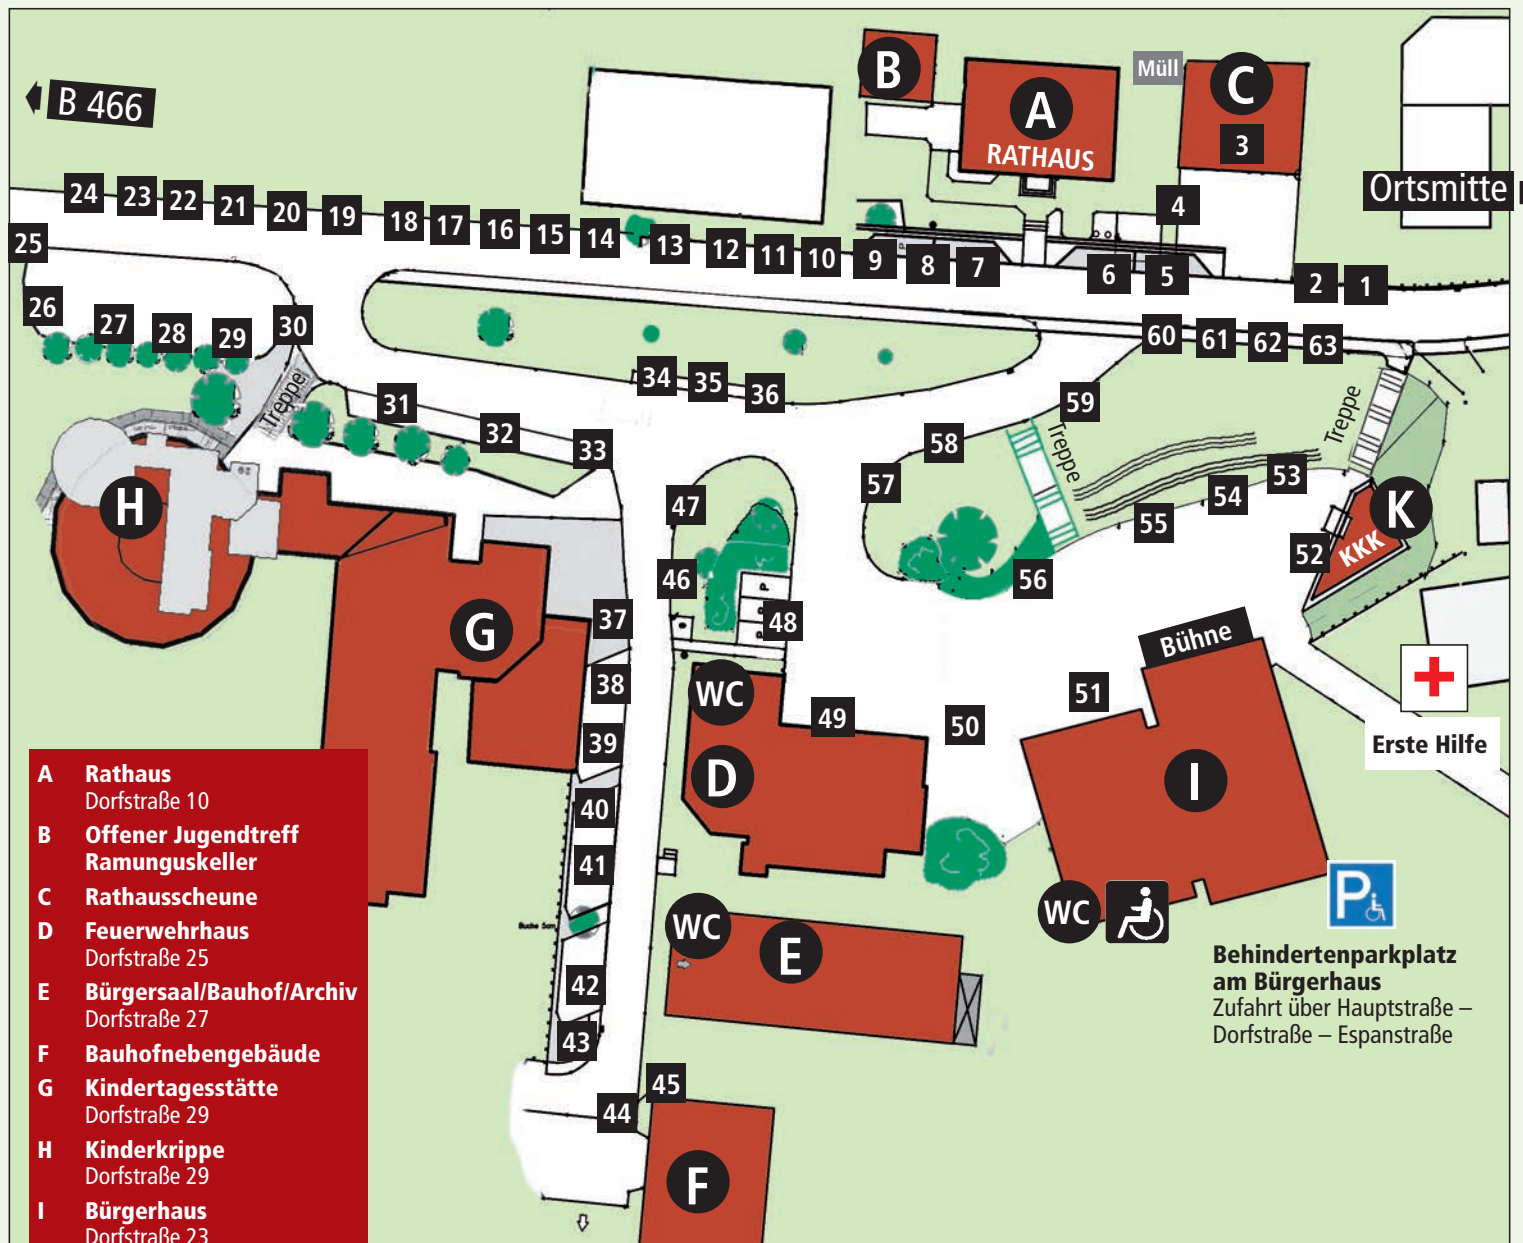 B 466
B
A
RATHAUS
Müll
C
3
Ortsmitte
4
24
23
22
21
20
19
18
17
16
15
14
13
12
11
10
9
8
7
6
5
2
1
25
26
27
28
29
30
Treppe
31
32
33
34
35
36
60
61
62
63
59
58
57
Treppe
Treppe
53
54
55
56
52
K
KKK
H
G
47
46
48
P
37
38
39
40
41
42
43
44
45
WC
D
49
50
51
Bühne
I
Erste Hilfe
WC
E
WC
P
Behindertenparkplatz
am Bürgerhaus
Zufahrt über Hauptstraße –
Dorfstraße – Espanstraße
F
A Rathaus
Dorfstraße 10
B Offener Jugendtreff
Ramunguskeller
C Rathausscheune
D Feuerwehrhaus
Dorfstraße 25
E Bürgersaal/Bauhof/Archiv
Dorfstraße 27
F Bauhofnebengebäude
G Kindertagesstätte
Dorfstraße 29
H Kinderkrippe
Dorfstraße 29
I Bürgerhaus
Dorfstraße 23